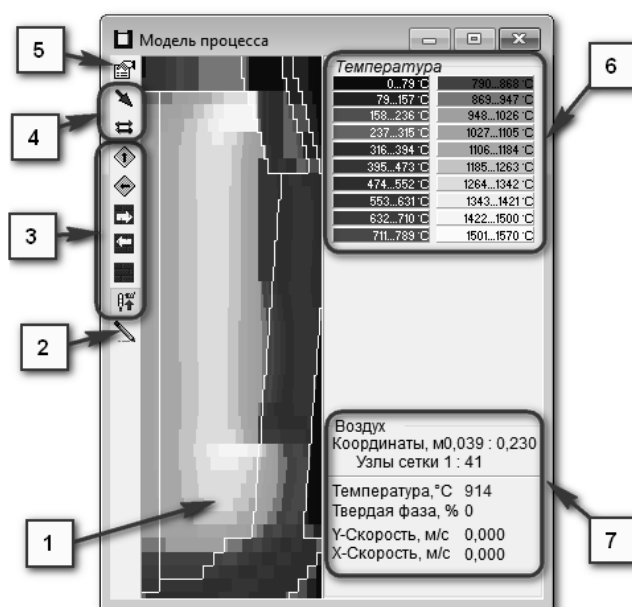 Модель процесса
5
4
3
2
1
6
7
Температура
0...79 °C
79...157 °C
158...236 °C
237...315 °C
316...394 °C
395...473 °C
474...552 °C
553...631 °C
632...710 °C
711...789 °C
790...868 °C
869...947 °C
948...1026 °C
1027...1105 °C
1106...1184 °C
1185...1263 °C
1264...1342 °C
1343...1421 °C
1422...1500 °C
1501...1570 °C
Воздух
Координаты, м0,039 : 0,230
Узлы сетки 1 : 41
Температура,°C 914
Твердая фаза, % 0
Y-Скорость, м/с 0,000
X-Скорость, м/с 0,000